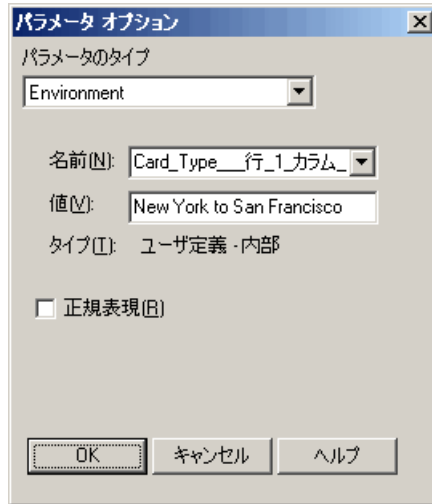 パラメータ オプション
パラメータのタイプ
Environment
名前(N): Card_Type___行_1_カラム_
値(V): New York to San Francisco
タイプ(T): ユーザ定義 - 内部
正規表現(R)
OK キャンセル ヘルプ